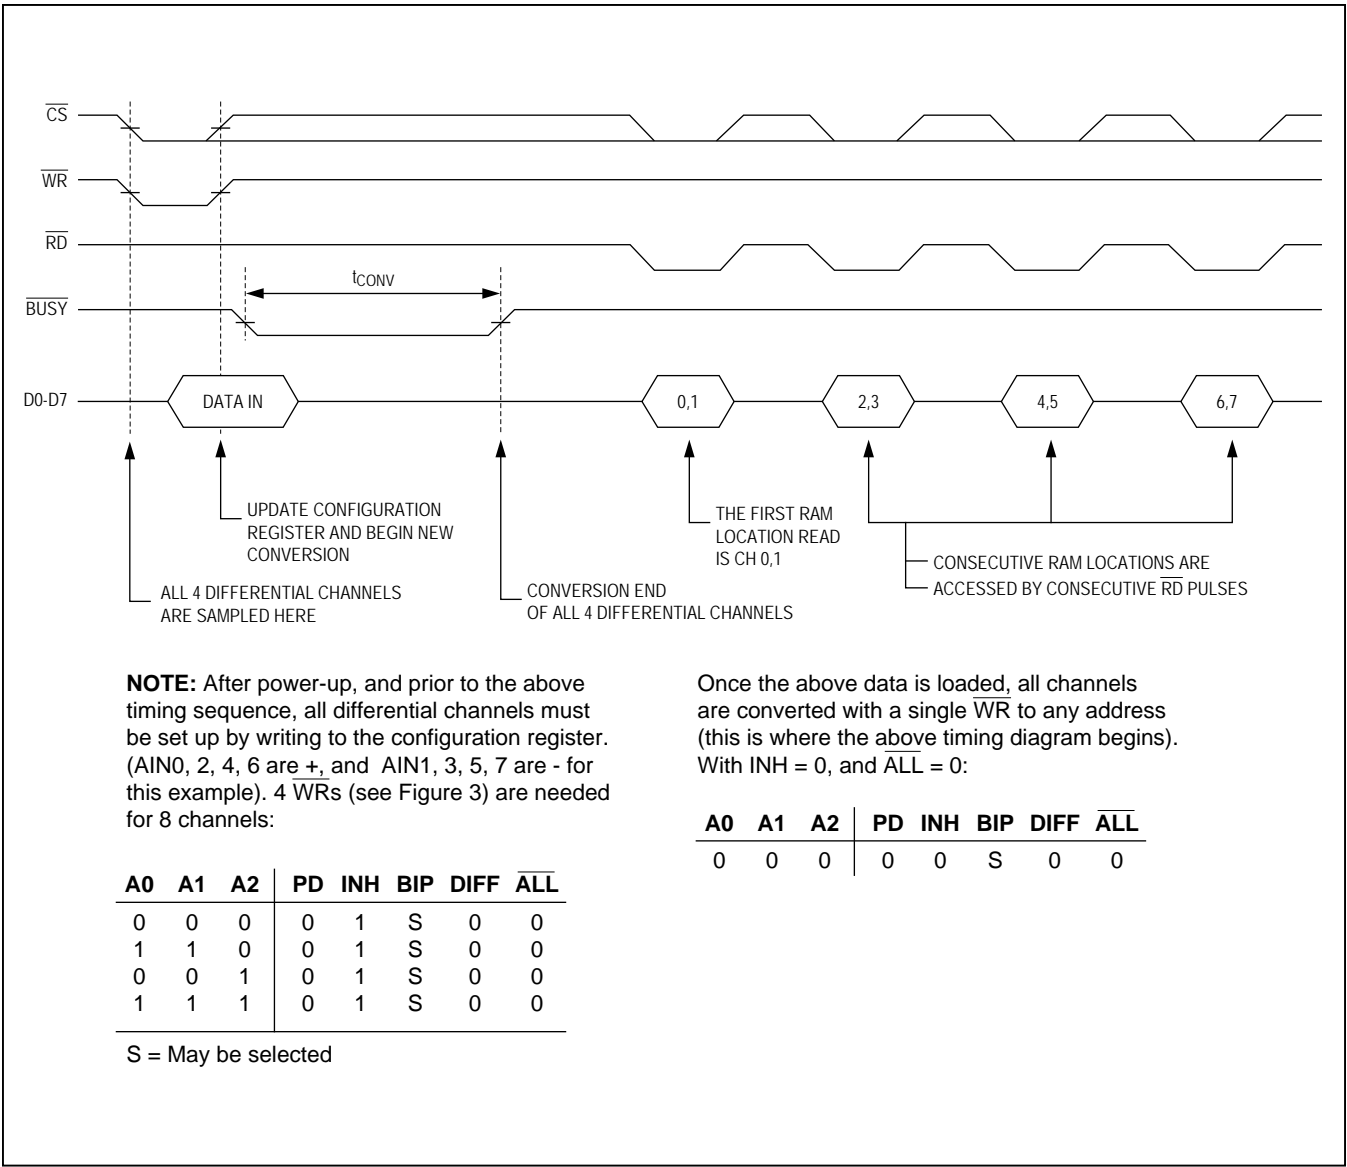 CS
WR
RD
tCONV
BUSY
D0-D7
DATA IN
0,1
2,3
4,5
6,7
UPDATE CONFIGURATION
REGISTER AND BEGIN NEW
CONVERSION
THE FIRST RAM
LOCATION READ
IS CH 0,1
CONSECUTIVE RAM LOCATIONS ARE
ACCESSED BY CONSECUTIVE RD PULSES
ALL 4 DIFFERENTIAL CHANNELS
ARE SAMPLED HERE
CONVERSION END
OF ALL 4 DIFFERENTIAL CHANNELS
NOTE: After power-up, and prior to the above
timing sequence, all differential channels must
be set up by writing to the configuration register.
(AIN0, 2, 4, 6 are +, and AIN1, 3, 5, 7 are - for
this example). 4 WRs (see Figure 3) are needed
for 8 channels:
A0 A1 A2 PD INH BIP DIFF ALL
0 0 0 0 1 S 0 0
1 1 0 0 1 S 0 0
0 0 1 0 1 S 0 0
1 1 1 0 1 S 0 0
S = May be selected
Once the above data is loaded, all channels
are converted with a single WR to any address
(this is where the above timing diagram begins).
With INH = 0, and ALL = 0:
A0 A1 A2 PD INH BIP DIFF ALL
0 0 0 0 0 S 0 0